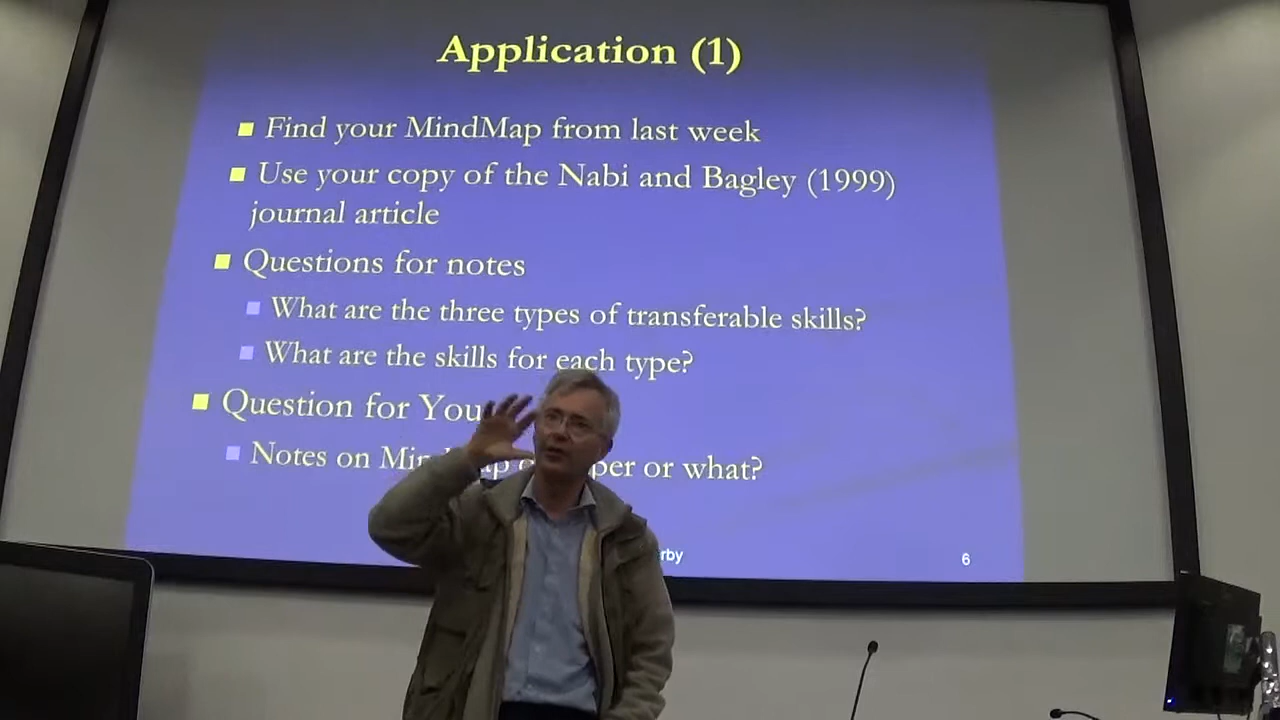 Application (1)
Find your MindMap from last week
Use your copy of the Nabi and Bagley (1999)
journal article
Questions for notes
What are the three types of transferable skills?
What are the skills for each type?
Question for You
Notes on or what?
6